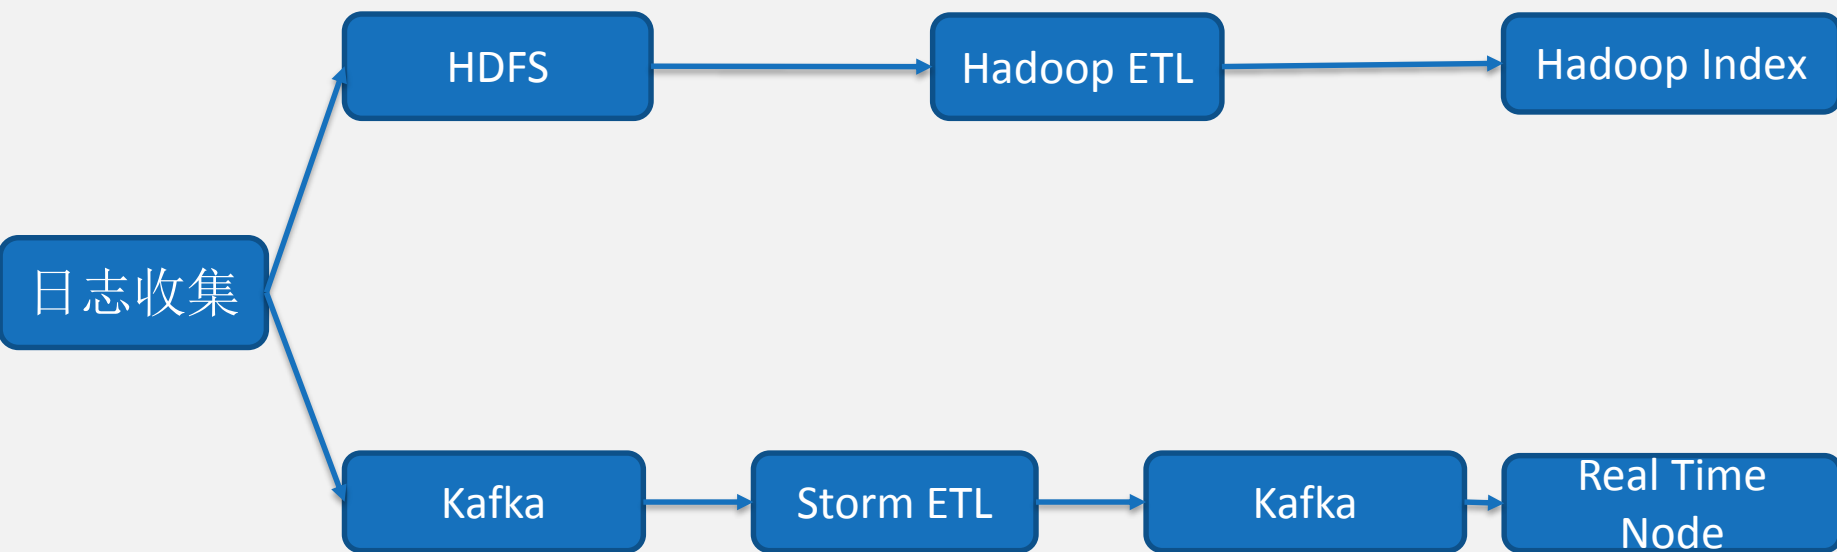 HDFS
Hadoop ETL
Hadoop Index
日志收集
Kafka
Storm ETL
Kafka
Real Time
Node